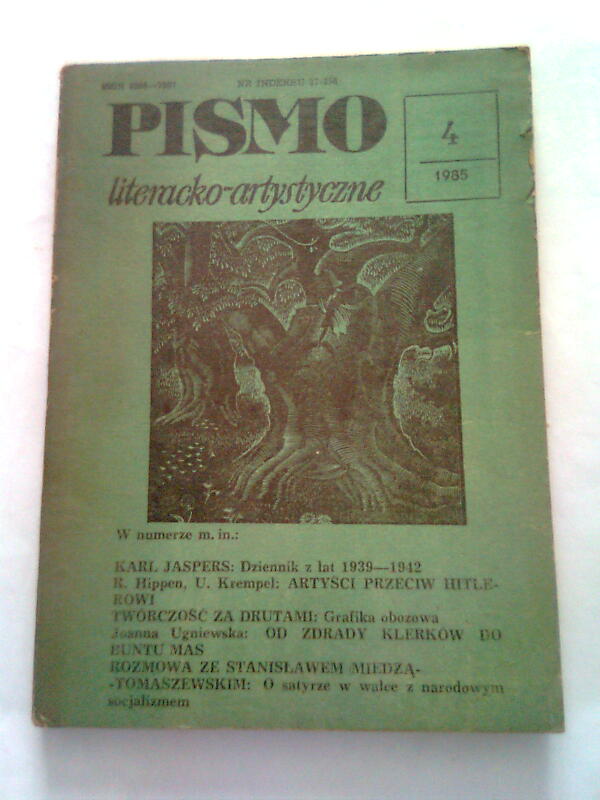 NR INDEKSU
PISMO
literacko-artystyczne
4
1985
W numerze m. in.:
KARL JASPERS: Dziennik z lat 1939—1942
R. Hippen, U. Krempel: ARTYŚCI PRZECIW HITLE-
ROWI
TWÓRCZOŚĆ ZA DRUTAMI: Grafika obozowa
Joanna Ugniewska: OD ZDRADY KLERKÓW DO
BUNTU MAS
ROZMOWA ZE STANISŁAWEM MIEDZĄ-
-TOMASZEWSKIM: O satyrze w walce z narodowym
socjalizmem